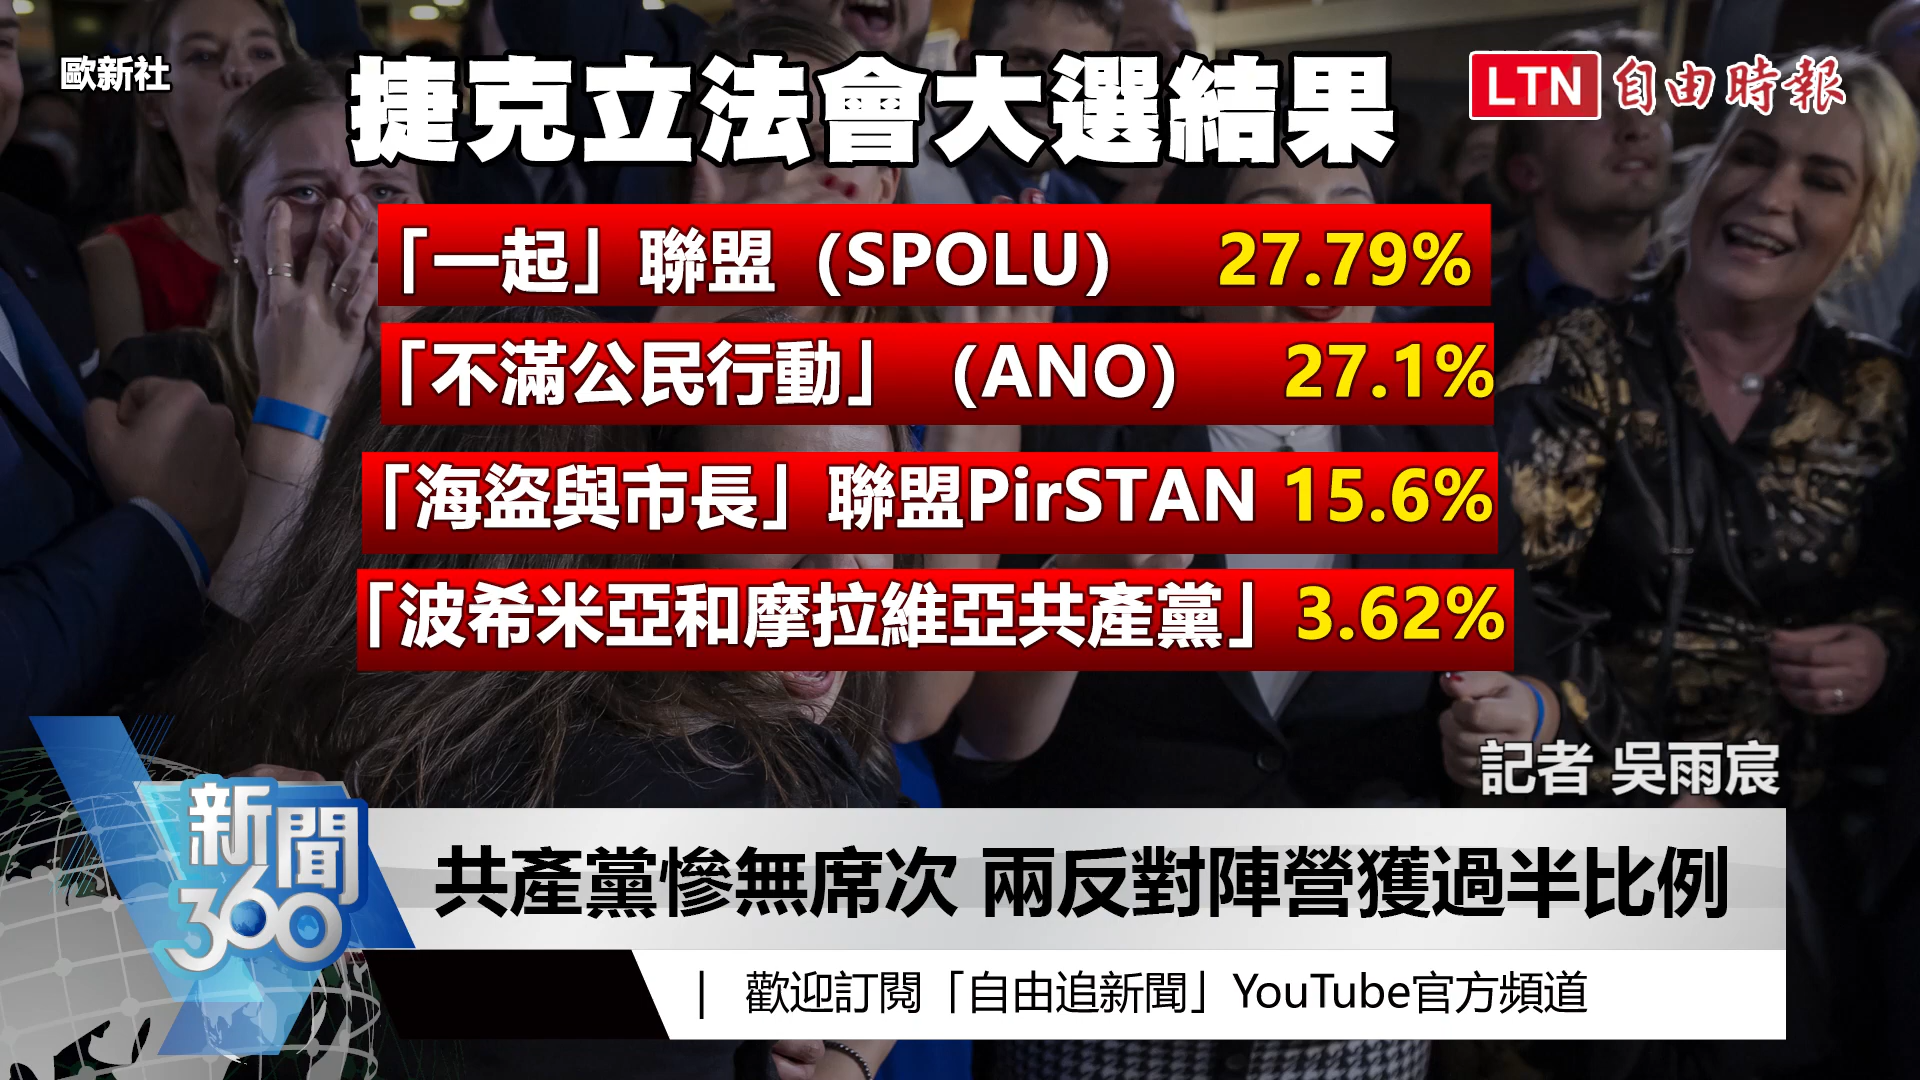 歐新社
捷克立法會大選結果
LTN 自由時報
「一起」聯盟（SPOLU） 27.79%
「不滿公民行動」（ANO） 27.1%
「海盜與市長」聯盟PirSTAN 15.6%
「波希米亞和摩拉維亞共產黨」 3.62%
記者 吳雨宸
新聞
360
共產黨慘無席次 兩反對陣營獲過半比例
| 歡迎訂閱「自由追新聞」YouTube官方頻道